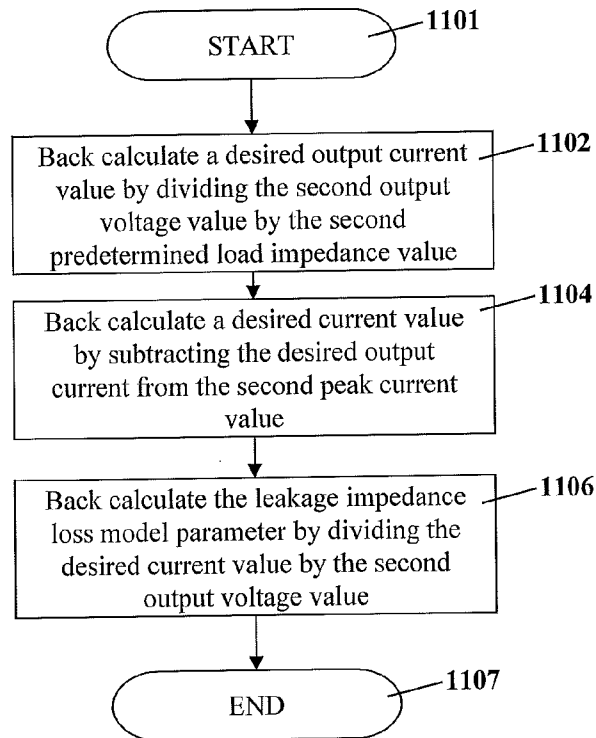 START
1101
Back calculate a desired output current
value by dividing the second output
voltage value by the second
predetermined load impedance value
1102
Back calculate a desired current value
by subtracting the desired output
current from the second peak current
value
1104
Back calculate the leakage impedance
loss model parameter by dividing the
desired current value by the second
output voltage value
1106
END
1107